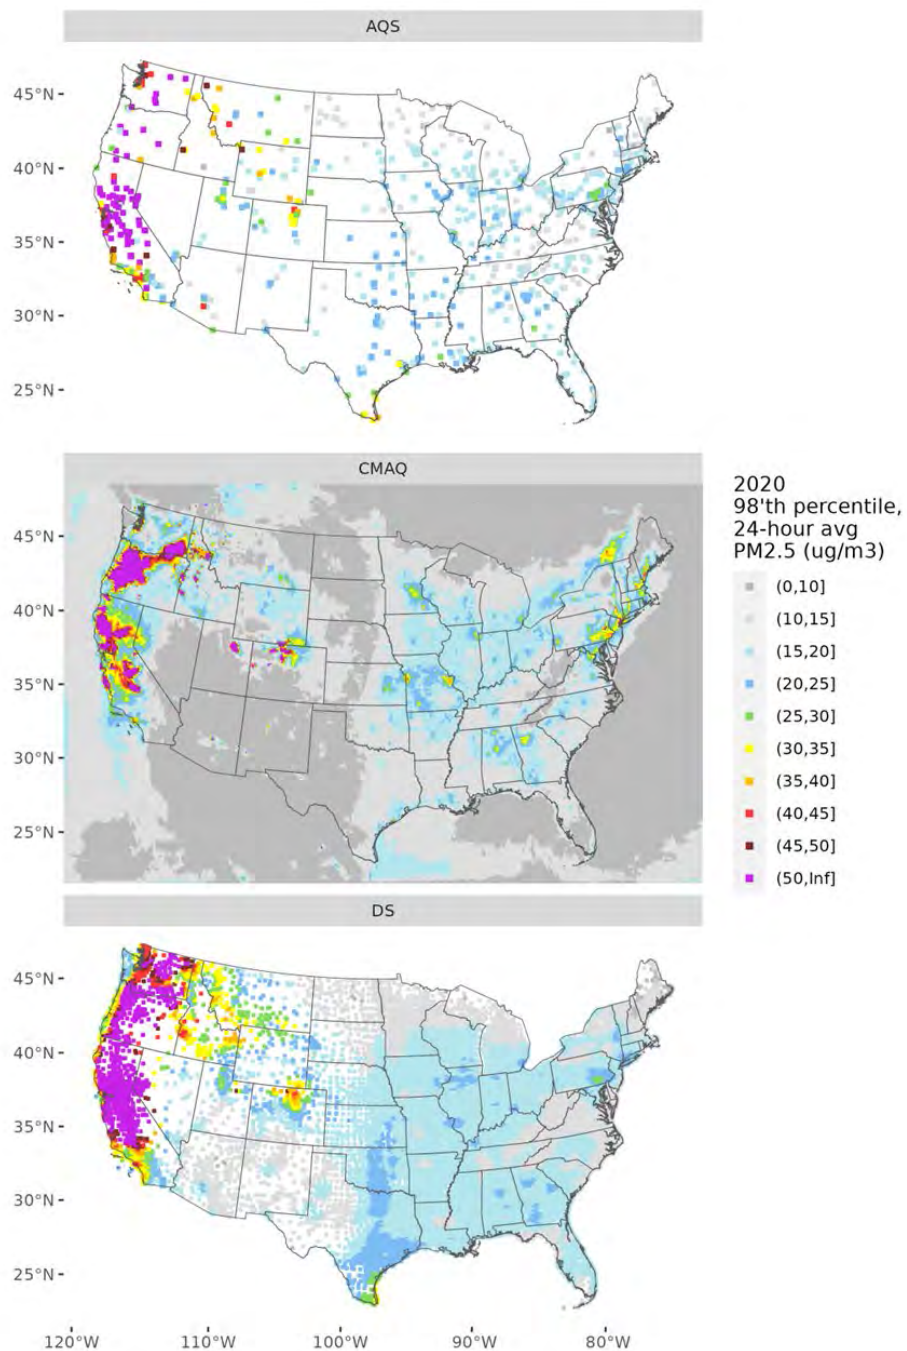 AQS
45°N
40°N
35°N
30°N
25°N
CMAQ
45°N
40°N
35°N
30°N
25°N
2020
98'th percentile,
24-hour avg
PM2.5 (ug/m3)
(0,10]
(10,15]
(15,20]
(20,25]
(25,30]
(30,35]
(35,40]
(40,45]
(45,50]
(50,Inf]
DS
45°N
40°N
35°N
30°N
25°N
120°W
110°W
100°W
90°W
80°W